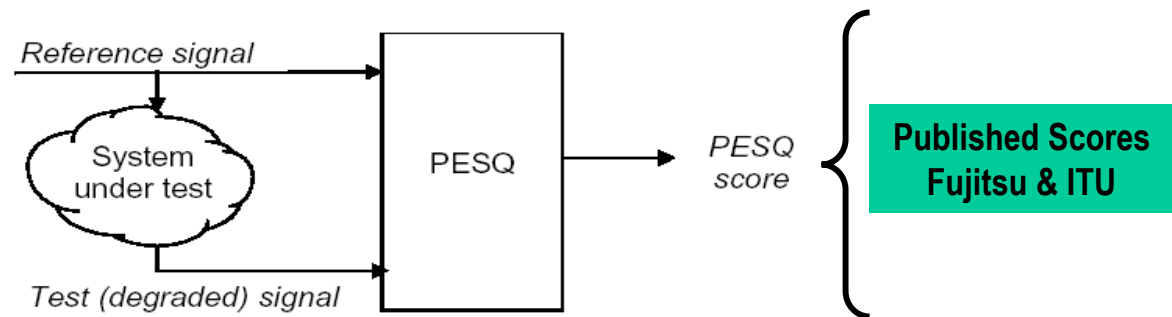 Reference signal
System
under test
Test (degraded) signal
PESQ
PESQ
score
Published Scores
Fujitsu & ITU